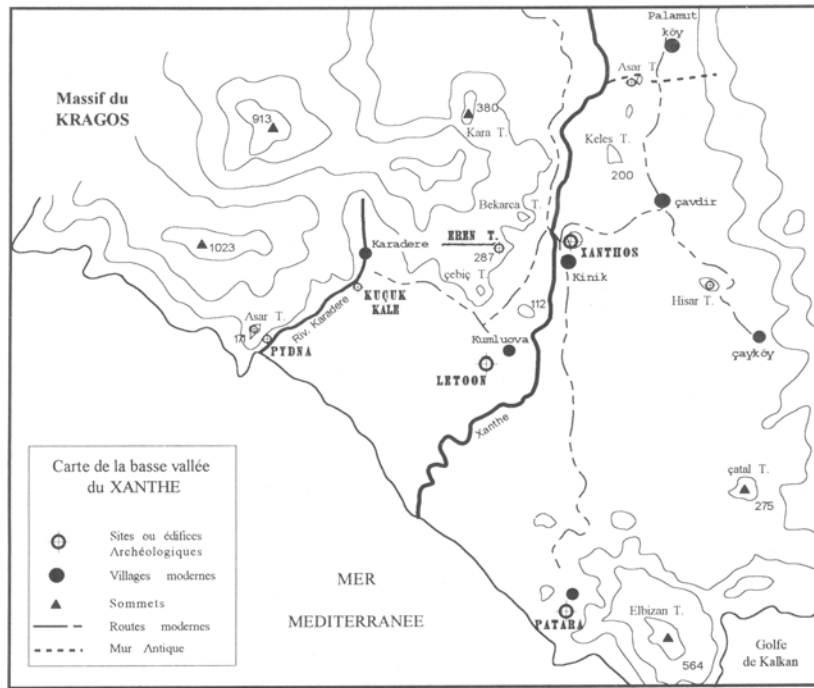 Palamut
köy
Massif du
KRAGOS
913
380
Kara T.
Asar T.
Keles T.
200
Bekarca T.
çavdir
1023
Karadere
EREN T.
287
XANTHOS
Kinik
çebiç T.
KUÇUK
KALE
Hisar T.
112
Asar T.
171
Riv. Karadere
PYDNA
Kumluova
çayköy
LETOON
Xanthe
çatal T.
275
Carte de la basse vallée
du XANTHE
Sites ou édifices
Archéologiques
Villages modernes
Sommets
Routes modernes
Mur Antique
MER
MEDITERRANEE
PATARA
Elbizan T.
564
Golfe
de Kalkan